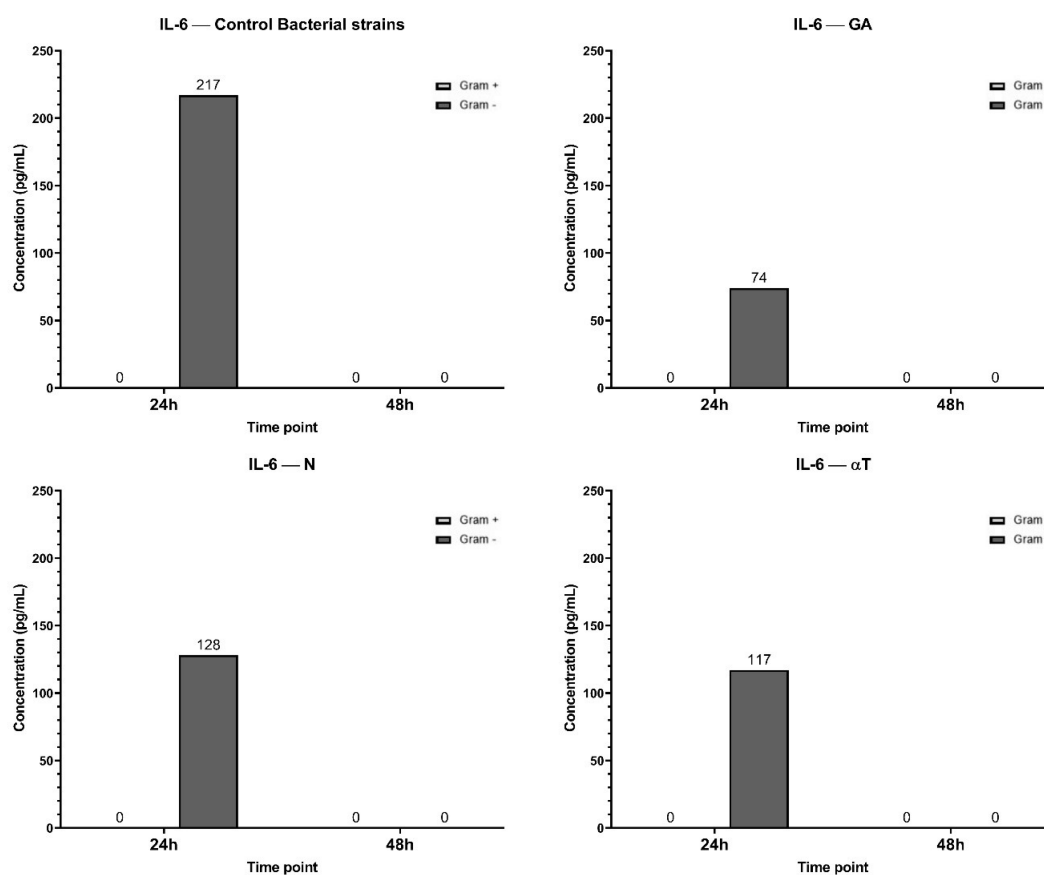 IL-6 — Control Bacterial strains
250
200
150
100
50
0
Concentration (pg/mL)
Gram +
Gram -
217
0
0
0
24h
48h
Time point
IL-6 — GA
250
200
150
100
50
0
Concentration (pg/mL)
Gram
Gram
74
0
0
0
24h
48h
Time point
IL-6 — N
250
200
150
100
50
0
Concentration (pg/mL)
Gram +
Gram -
128
0
0
0
24h
48h
Time point
IL-6 — αT
250
200
150
100
50
0
Concentration (pg/mL)
Gram
Gram
117
0
0
0
24h
48h
Time point